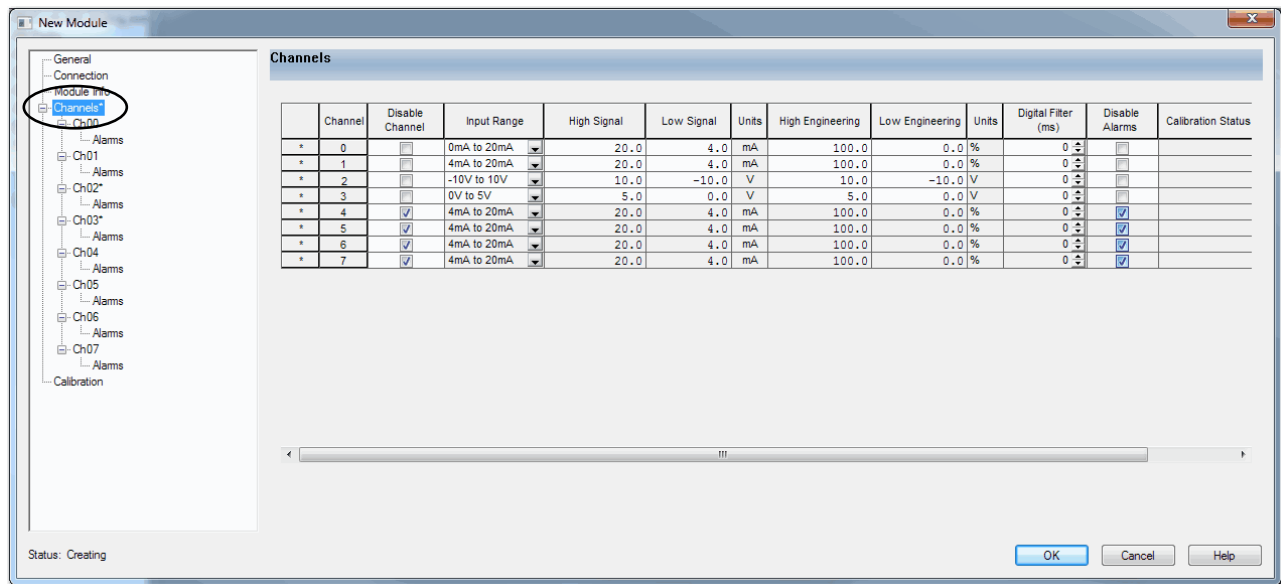 New Module
General
Connection
Module Info
Channels*
Ch00
Alarms
Ch01
Alarms
Ch02*
Alarms
Ch03*
Alarms
Ch04
Alarms
Ch05
Alarms
Ch06
Alarms
Ch07
Alarms
Calibration
Channels
Channel Disable Channel Input Range High Signal Low Signal Units High Engineering Low Engineering Units Digital Filter (ms) Disable Alarms Calibration Status
* 0 0mA to 20mA 20.0 4.0 mA 100.0 0.0 % 0
* 1 4mA to 20mA 20.0 4.0 mA 100.0 0.0 % 0
* 2 -10V to 10V 10.0 -10.0 V 10.0 -10.0 V 0
* 3 0V to 5V 5.0 0.0 V 5.0 0.0 V 0
* 4 4mA to 20mA 20.0 4.0 mA 100.0 0.0 % 0
* 5 4mA to 20mA 20.0 4.0 mA 100.0 0.0 % 0
* 6 4mA to 20mA 20.0 4.0 mA 100.0 0.0 % 0
* 7 4mA to 20mA 20.0 4.0 mA 100.0 0.0 % 0
Status: Creating
OK Cancel Help